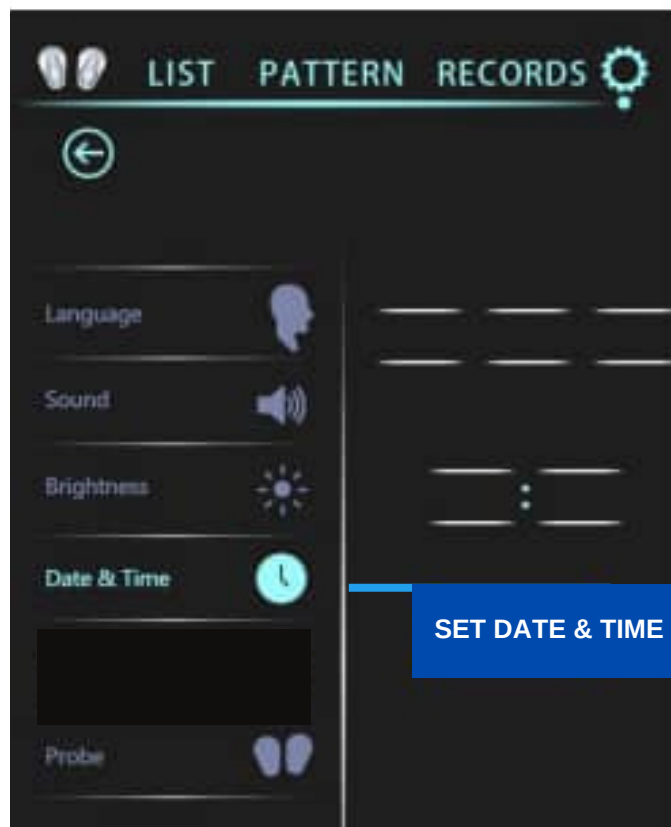 LIST PATTERN RECORDS
Language
Sound
Brightness
Date & Time
SET DATE & TIME
Probe